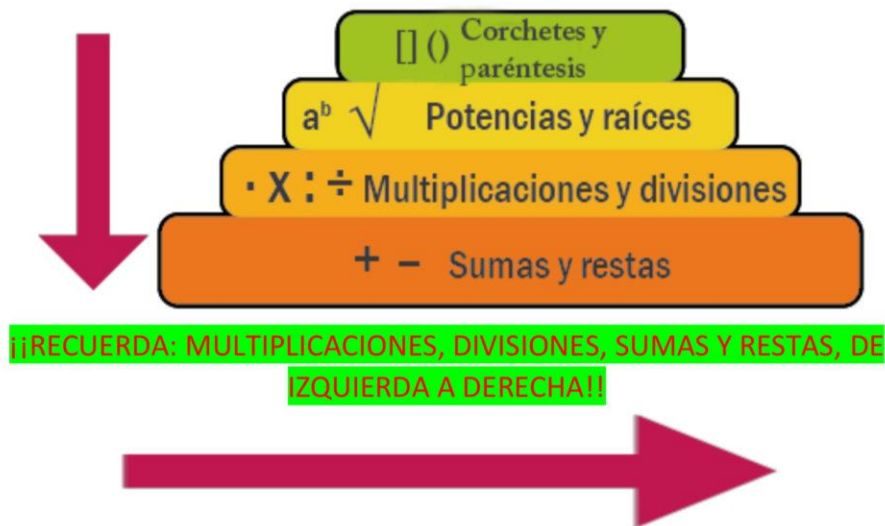 [] () Corchetes y
paréntesis
aᵇ √ Potencias y raíces
· X : ÷ Multiplicaciones y divisiones
+ − Sumas y restas
¡¡RECUERDA: MULTIPLICACIONES, DIVISIONES, SUMAS Y RESTAS, DE
IZQUIERDA A DERECHA!!